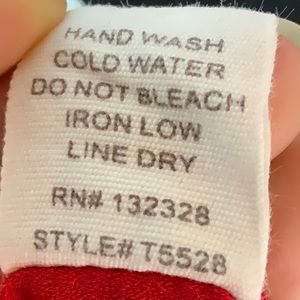 HAND WASH
COLD WATER
DO NOT BLEACH
IRON LOW
LINE DRY
RN# 132328
STYLE# T5528